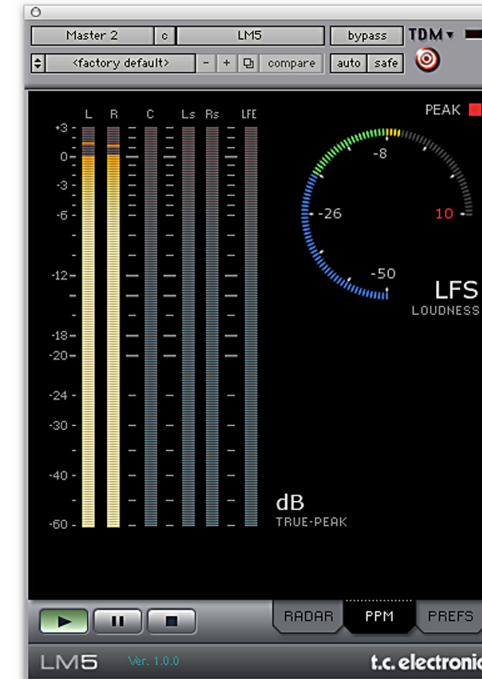 Master 2 c LM5 bypass TDM
<factory default> - + compare auto safe
PEAK
L R C Ls Rs LFE
+3
0
-3
-6
-12
-18
-20
-24
-30
-40
-60
-8
-26
10
-50
LFS
LOUDNESS
dB
TRUE-PEAK
RADAR PPM PREFS
LM5 Ver. 1.0.0 t.c.electronic